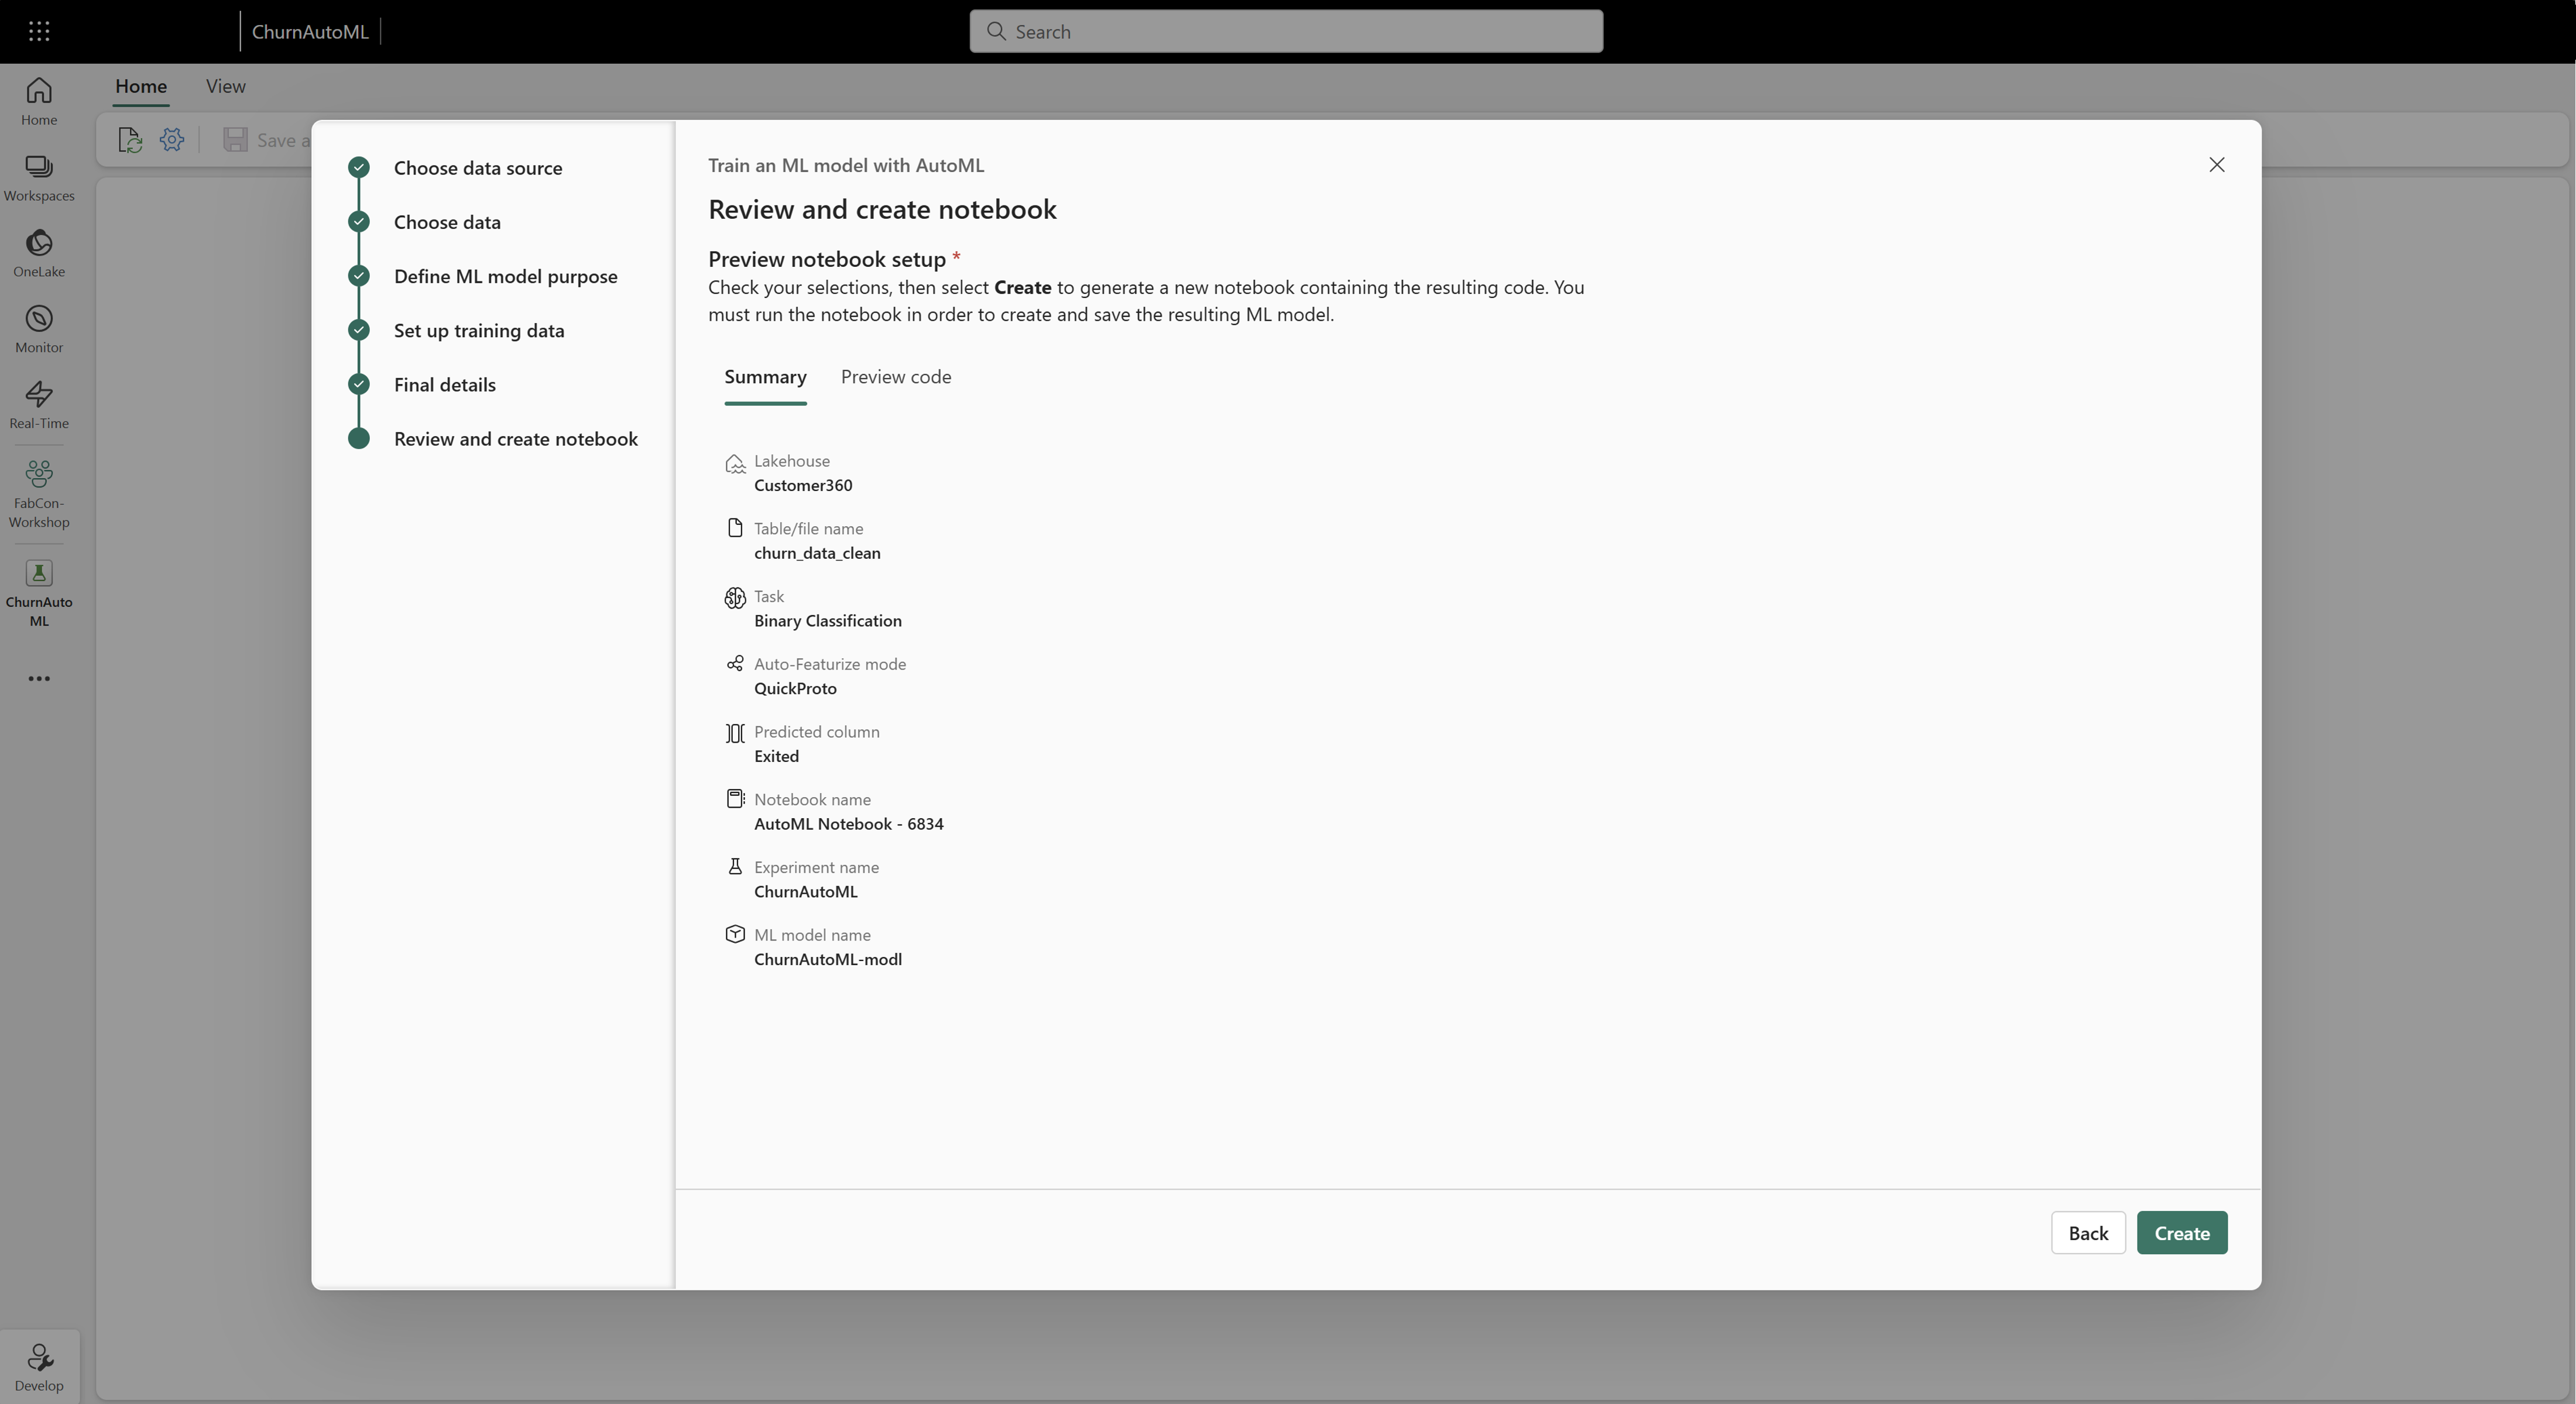 ChurnAutoML
Search
Home
View
Save a
Home
Workspaces
OneLake
Monitor
Real-Time
FabCon-
Workshop
ChurnAuto
ML
Develop
Choose data source
Choose data
Define ML model purpose
Set up training data
Final details
Review and create notebook
Train an ML model with AutoML
Review and create notebook
Preview notebook setup *
Check your selections, then select Create to generate a new notebook containing the resulting code. You
must run the notebook in order to create and save the resulting ML model.
Summary
Preview code
Lakehouse
Customer360
Table/file name
churn_data_clean
Task
Binary Classification
Auto-Featurize mode
QuickProto
Predicted column
Exited
Notebook name
AutoML Notebook - 6834
Experiment name
ChurnAutoML
ML model name
ChurnAutoML-modl
Back
Create